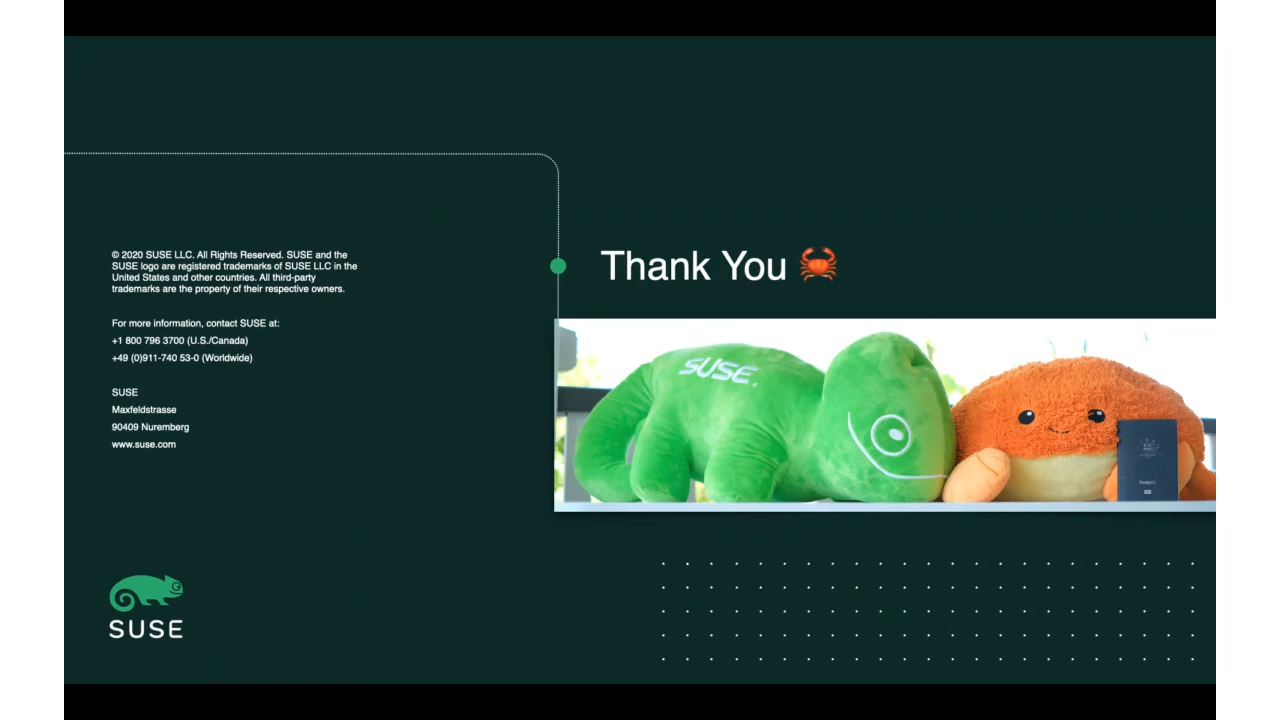 © 2020 SUSE LLC. All Rights Reserved. SUSE and the
SUSE logo are registered trademarks of SUSE LLC in the
United States and other countries. All third-party
trademarks are the property of their respective owners.
For more information, contact SUSE at:
+1 800 796 3700 (U.S./Canada)
+49 (0)911-740 53-0 (Worldwide)
SUSE
Maxfeldstrasse
90409 Nuremberg
www.suse.com
SUSE
Thank You 🦀
SUSE.
Passport